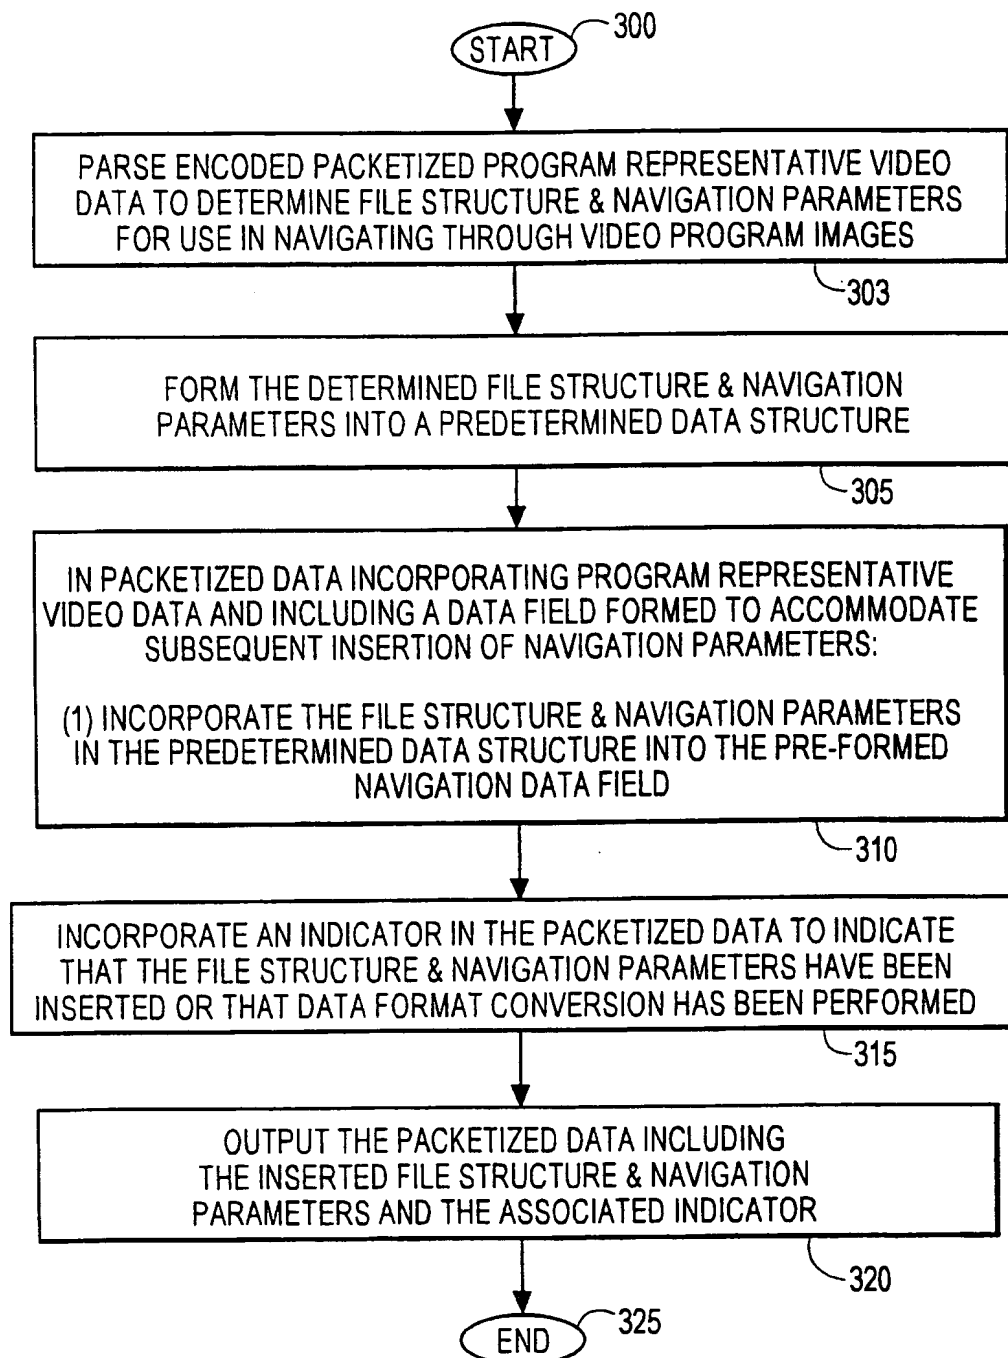 START
300
PARSE ENCODED PACKETIZED PROGRAM REPRESENTATIVE VIDEO
DATA TO DETERMINE FILE STRUCTURE & NAVIGATION PARAMETERS
FOR USE IN NAVIGATING THROUGH VIDEO PROGRAM IMAGES
303
FORM THE DETERMINED FILE STRUCTURE & NAVIGATION
PARAMETERS INTO A PREDETERMINED DATA STRUCTURE
305
IN PACKETIZED DATA INCORPORATING PROGRAM REPRESENTATIVE
VIDEO DATA AND INCLUDING A DATA FIELD FORMED TO ACCOMMODATE
SUBSEQUENT INSERTION OF NAVIGATION PARAMETERS:
(1) INCORPORATE THE FILE STRUCTURE & NAVIGATION PARAMETERS
IN THE PREDETERMINED DATA STRUCTURE INTO THE PRE-FORMED
NAVIGATION DATA FIELD
310
INCORPORATE AN INDICATOR IN THE PACKETIZED DATA TO INDICATE
THAT THE FILE STRUCTURE & NAVIGATION PARAMETERS HAVE BEEN
INSERTED OR THAT DATA FORMAT CONVERSION HAS BEEN PERFORMED
315
OUTPUT THE PACKETIZED DATA INCLUDING
THE INSERTED FILE STRUCTURE & NAVIGATION
PARAMETERS AND THE ASSOCIATED INDICATOR
320
END
325